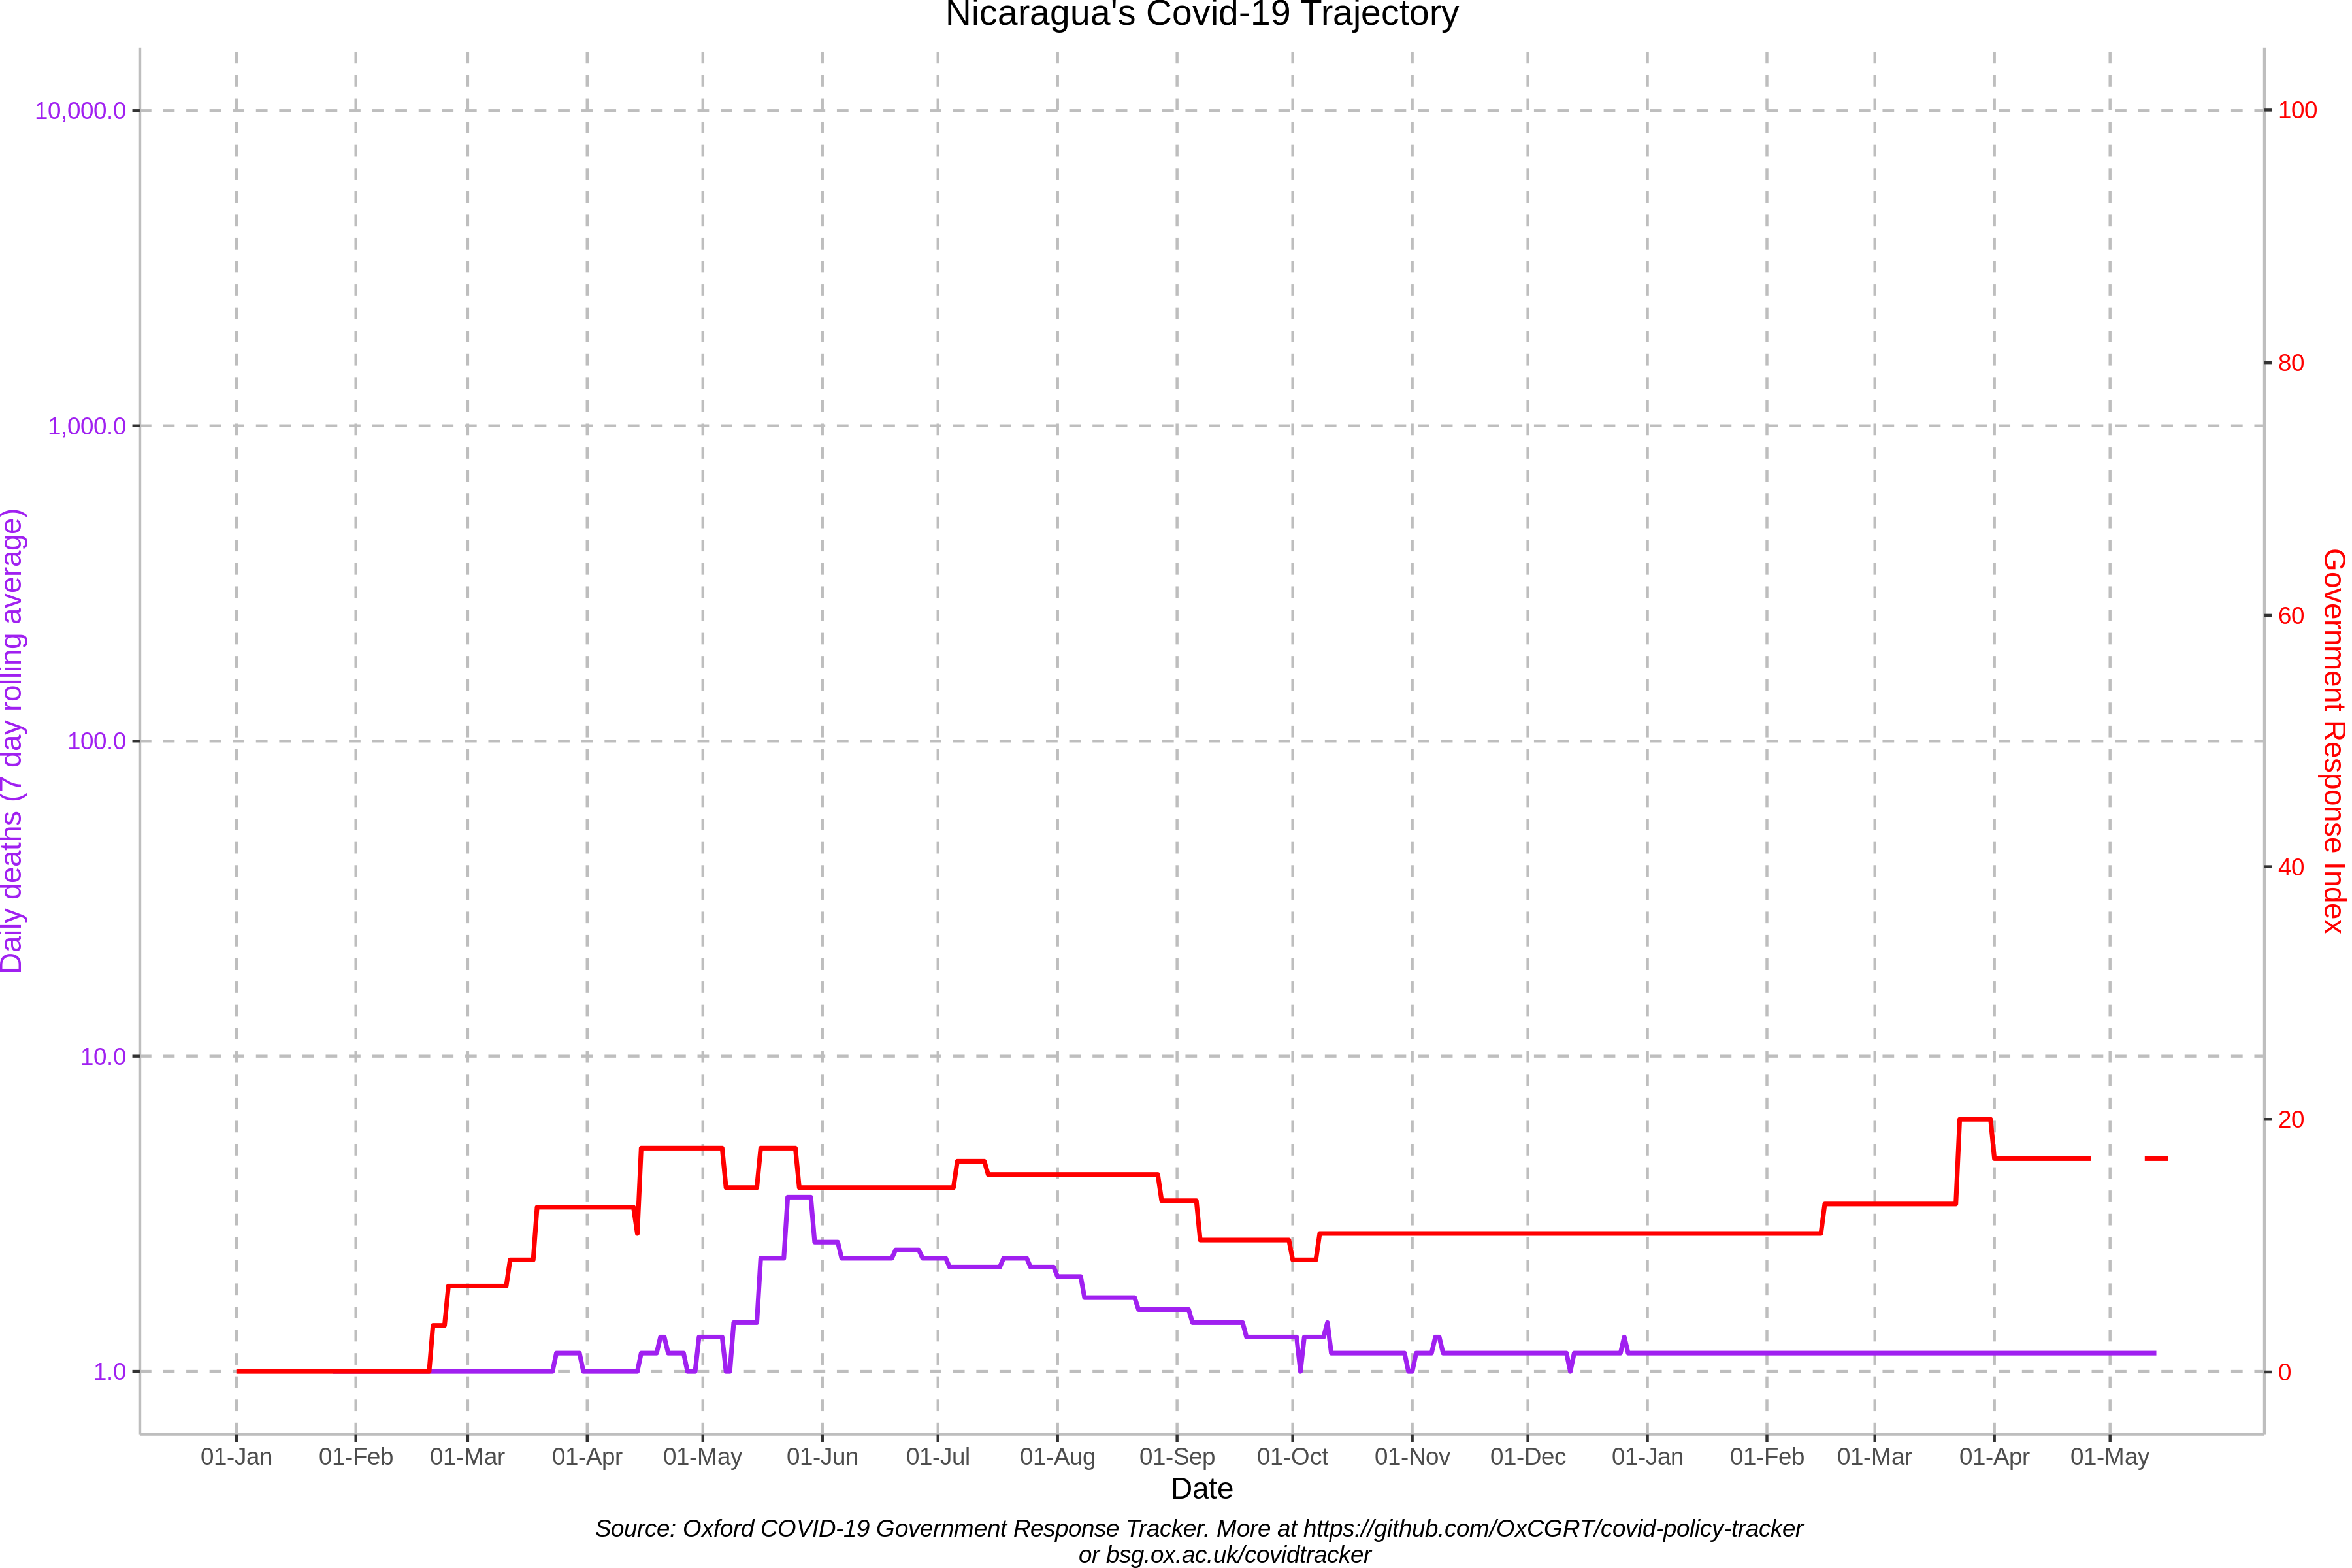 Nicaragua's Covid-19 Trajectory
10,000.0
1,000.0
100.0
10.0
1.0
Daily deaths (7 day rolling average)
100
80
60
40
20
0
Government Response Index
01-Jan 01-Feb 01-Mar 01-Apr 01-May 01-Jun 01-Jul 01-Aug 01-Sep 01-Oct 01-Nov 01-Dec 01-Jan 01-Feb 01-Mar 01-Apr 01-May
Date
Source: Oxford COVID-19 Government Response Tracker. More at https://github.com/OxCGRT/covid-policy-tracker
or bsg.ox.ac.uk/covidtracker